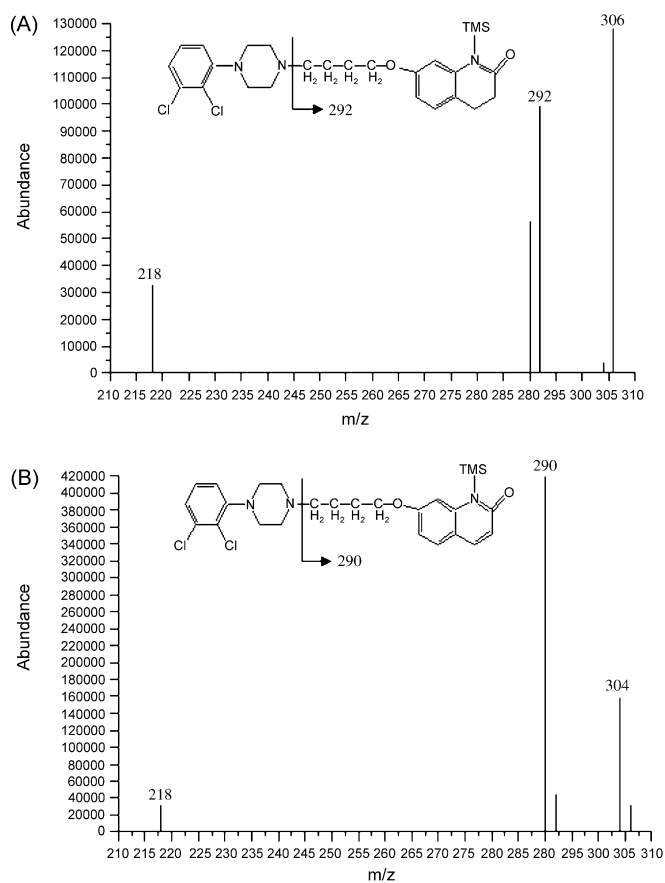 (A)
130000
120000
110000
100000
90000
80000
70000
60000
50000
40000
30000
20000
10000
0
Abundance
218
292
306
TMS
N
O
N
N
C
H2
C
H2
C
H2
C
H2
O
Cl
Cl
292
210 215 220 225 230 235 240 245 250 255 260 265 270 275 280 285 290 295 300 305 310
m/z
(B)
420000
400000
380000
360000
340000
320000
300000
280000
260000
240000
220000
200000
180000
160000
140000
120000
100000
80000
60000
40000
20000
0
Abundance
218
290
304
TMS
N
O
N
N
C
H2
C
H2
C
H2
C
H2
O
Cl
Cl
290
210 215 220 225 230 235 240 245 250 255 260 265 270 275 280 285 290 295 300 305 310
m/z